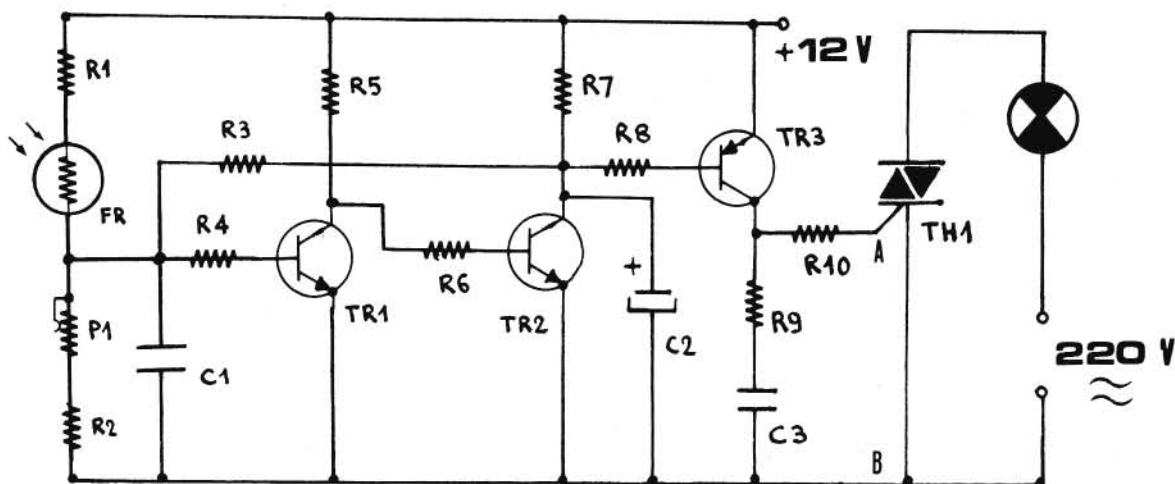 R1
R5
R7
+12 V
R3
R8
TR3
FR
R4
TH1
R10
A
R6
+
P1
TR1
TR2
R9
C2
220 V
C1
R2
C3
B